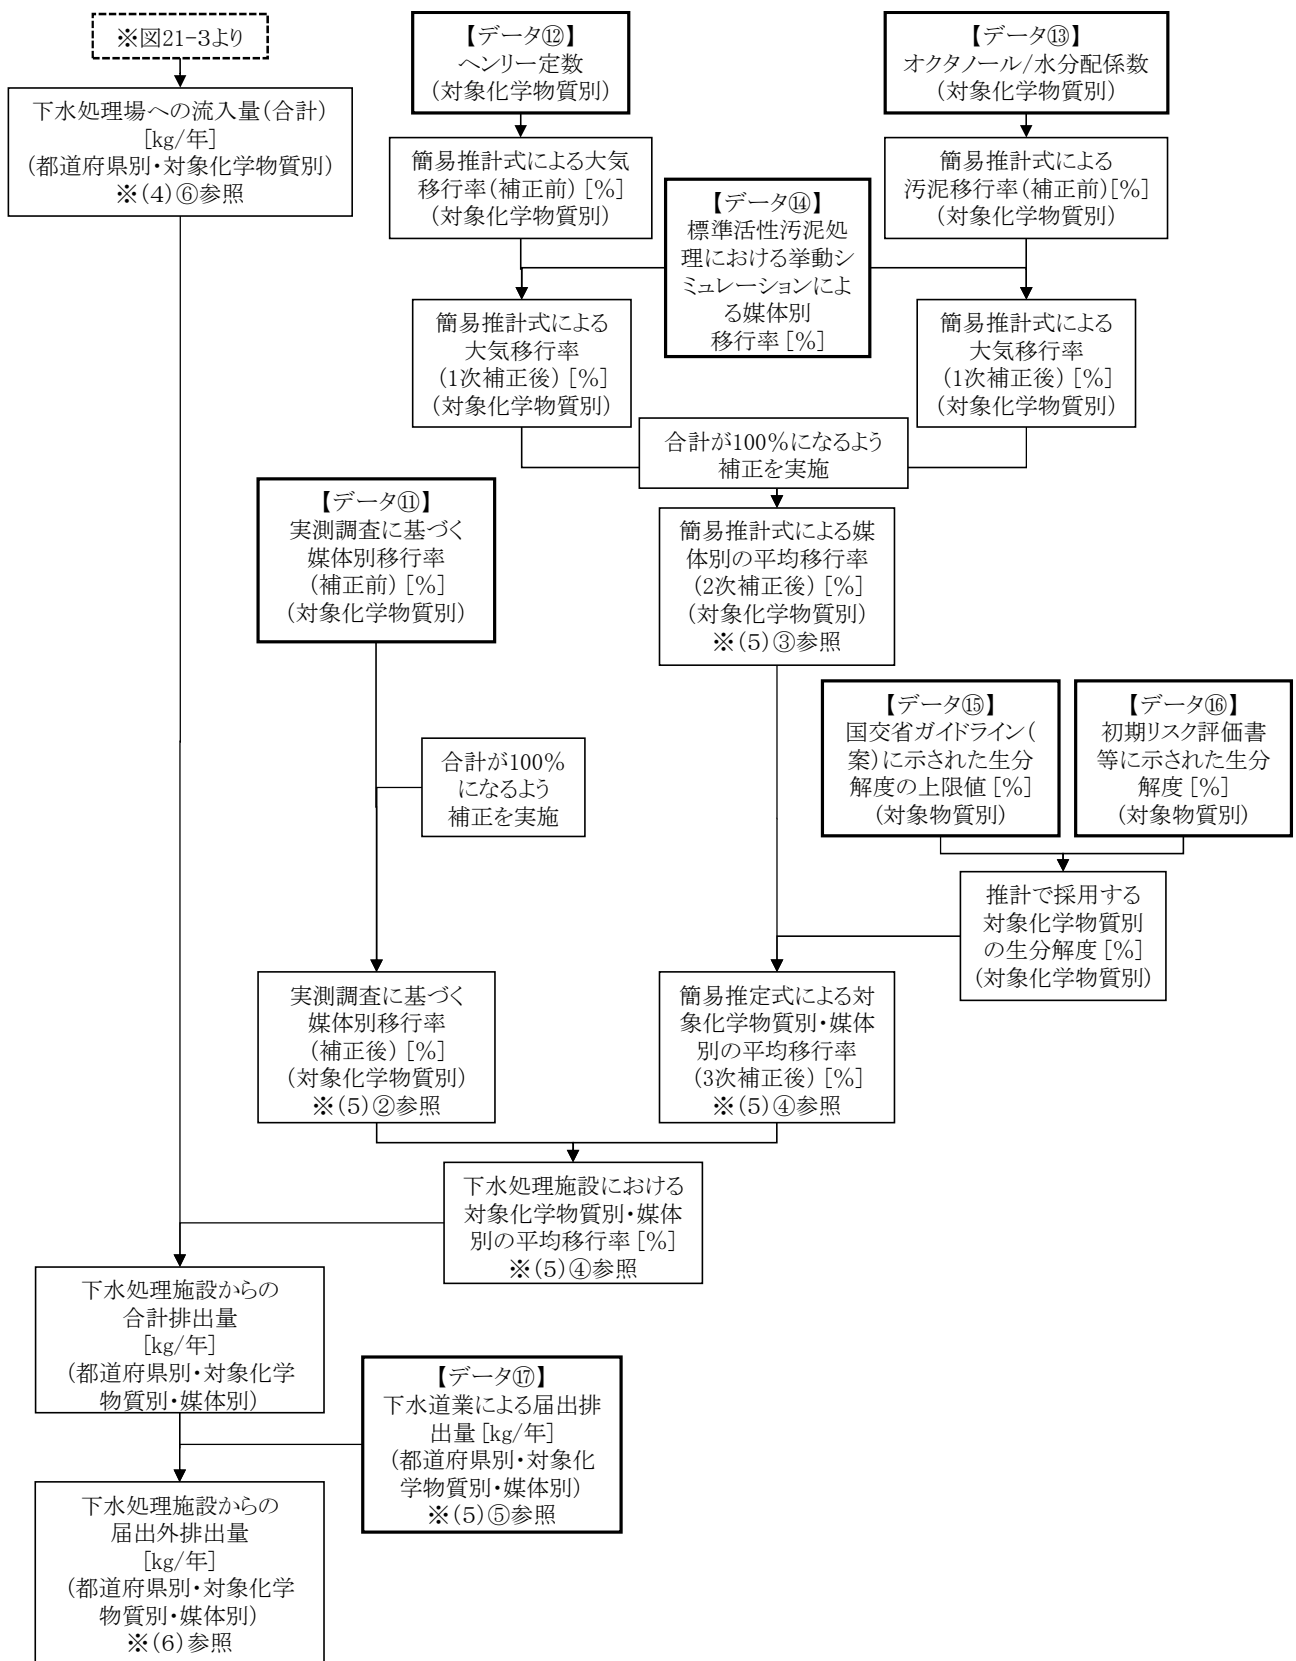 ※図21-3より
下水処理場への流入量(合計)
[kg/年]
(都道府県別・対象化学物質別)
※(4)⑥参照
【データ⑫】
ヘンリー定数
(対象化学物質別)
【データ⑬】
オクタノール/水分配係数
(対象化学物質別)
簡易推計式による大気
移行率(補正前)[%]
(対象化学物質別)
簡易推計式による
汚泥移行率(補正前)[%]
(対象化学物質別)
【データ⑭】
標準活性汚泥処
理における挙動シ
ミュレーションによ
る媒体別
移行率[%]
簡易推計式による
大気移行率
(1次補正後)[%]
(対象化学物質別)
簡易推計式による
大気移行率
(1次補正後)[%]
(対象化学物質別)
合計が100%になるよう
補正を実施
【データ⑪】
実測調査に基づく
媒体別移行率
(補正前)[%]
(対象化学物質別)
簡易推計式による媒
体別の平均移行率
(2次補正後)[%]
(対象化学物質別)
※(5)③参照
【データ⑮】
国交省ガイドライン(
案)に示された生分
解度の上限値[%]
(対象物質別)
【データ⑯】
初期リスク評価書
等に示された生分
解度[%]
(対象物質別)
合計が100%
になるよう
補正を実施
推計で採用する
対象化学物質別
の生分解度[%]
(対象化学物質別)
実測調査に基づく
媒体別移行率
(補正後)[%]
(対象化学物質別)
※(5)②参照
簡易推定式による対
象化学物質別・媒体
別の平均移行率
(3次補正後)[%]
※(5)④参照
下水処理施設における
対象化学物質別・媒体
別の平均移行率[%]
※(5)④参照
下水処理施設からの
合計排出量
[kg/年]
(都道府県別・対象化学
物質別・媒体別)
【データ⑰】
下水道業による届出排
出量[kg/年]
(都道府県別・対象化
学物質別・媒体別)
※(5)⑤参照
下水処理施設からの
届出外排出量
[kg/年]
(都道府県別・対象化学
物質別・媒体別)
※(6)参照